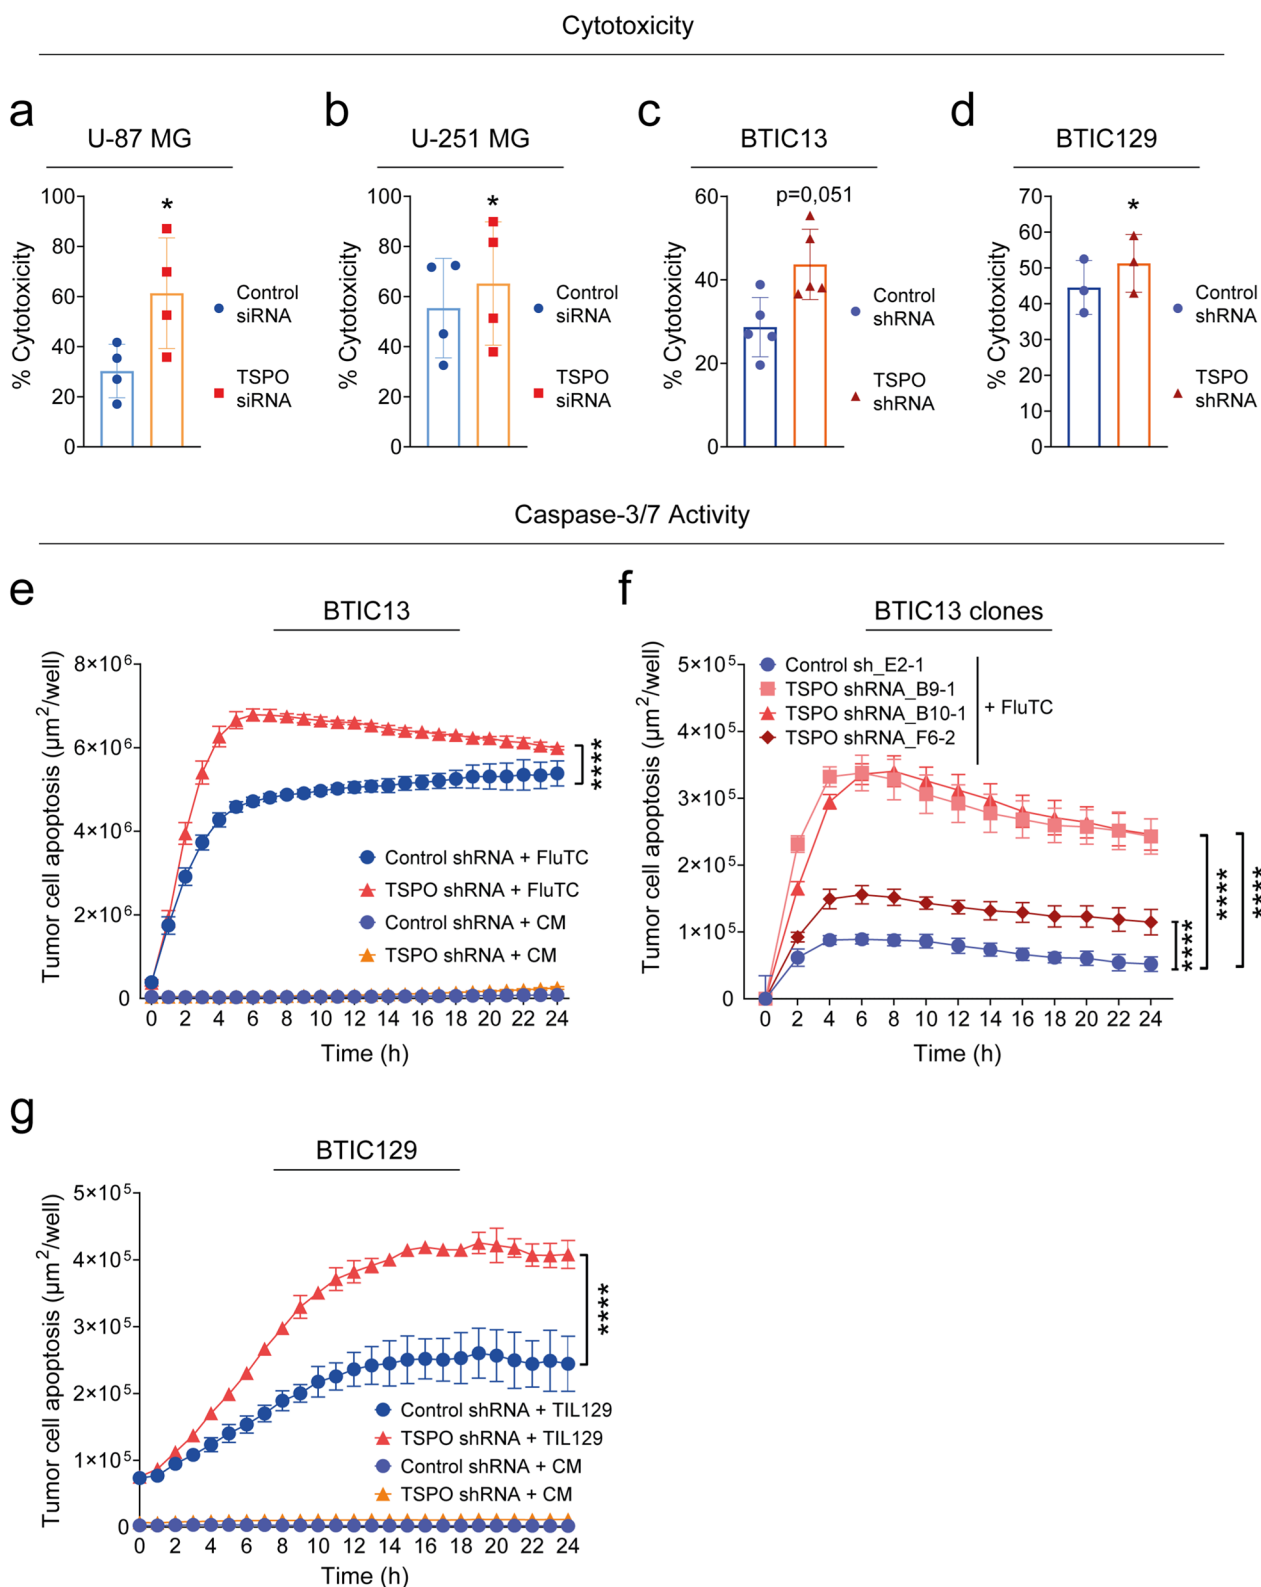 Cytotoxicity
a
b
c
d
U-87 MG
U-251 MG
BTIC13
BTIC129
% Cytotoxicity
100
80
60
40
20
0
*
Control
siRNA
TSPO
siRNA
% Cytotoxicity
100
80
60
40
20
0
*
Control
siRNA
TSPO
siRNA
% Cytotoxicity
60
40
20
0
p=0,051
Control
shRNA
TSPO
shRNA
% Cytotoxicity
70
60
50
40
30
20
10
0
*
Control
shRNA
TSPO
shRNA
Caspase-3/7 Activity
e
BTIC13
Tumor cell apoptosis (µm²/well)
8×10⁶
6×10⁶
4×10⁶
2×10⁶
0
****
Control shRNA + FluTC
TSPO shRNA + FluTC
Control shRNA + CM
TSPO shRNA + CM
0 2 4 6 8 10 12 14 16 18 20 22 24
Time (h)
f
BTIC13 clones
Tumor cell apoptosis (µm²/well)
5×10⁵
4×10⁵
3×10⁵
2×10⁵
1×10⁵
0
Control sh_E2-1
TSPO shRNA_B9-1
TSPO shRNA_B10-1
TSPO shRNA_F6-2
+ FluTC
****
****
****
0 2 4 6 8 10 12 14 16 18 20 22 24
Time (h)
g
BTIC129
Tumor cell apoptosis (µm²/well)
5×10⁵
4×10⁵
3×10⁵
2×10⁵
1×10⁵
0
****
Control shRNA + TIL129
TSPO shRNA + TIL129
Control shRNA + CM
TSPO shRNA + CM
0 2 4 6 8 10 12 14 16 18 20 22 24
Time (h)